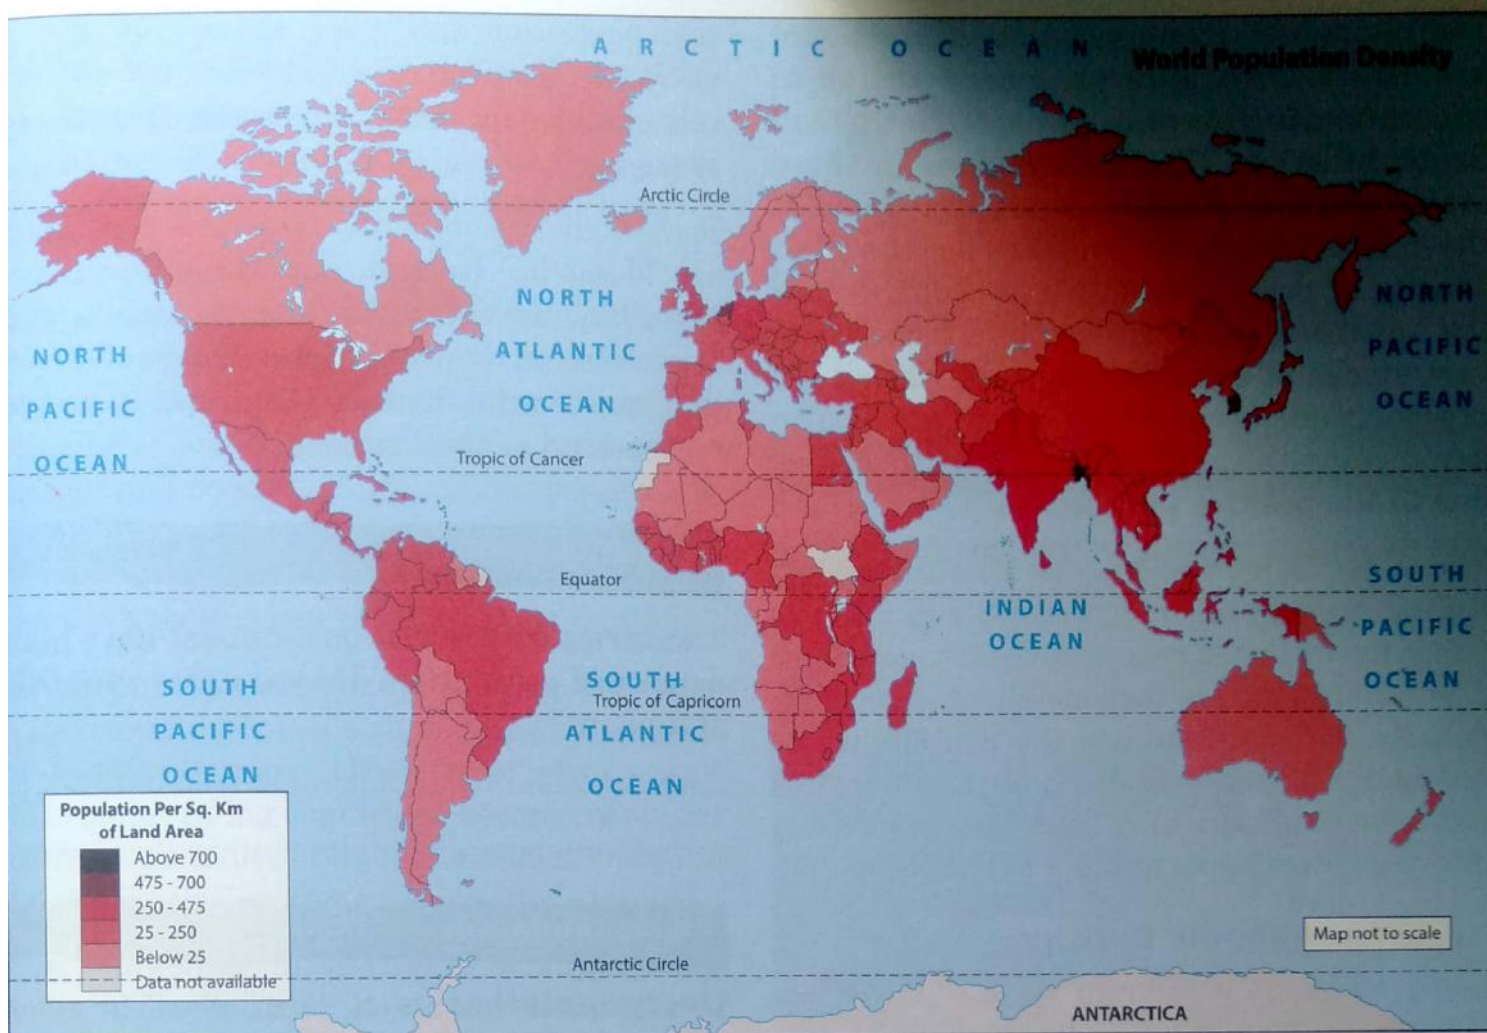 ARCTIC OCEAN
World Population Density
Arctic Circle
NORTH
PACIFIC
OCEAN
NORTH
ATLANTIC
OCEAN
NORTH
PACIFIC
OCEAN
Tropic of Cancer
Equator
INDIAN
OCEAN
SOUTH
PACIFIC
OCEAN
SOUTH
PACIFIC
OCEAN
SOUTH
Tropic of Capricorn
ATLANTIC
OCEAN
Population Per Sq. Km
of Land Area
Above 700
475 - 700
250 - 475
25 - 250
Below 25
Data not available
Map not to scale
Antarctic Circle
ANTARCTICA